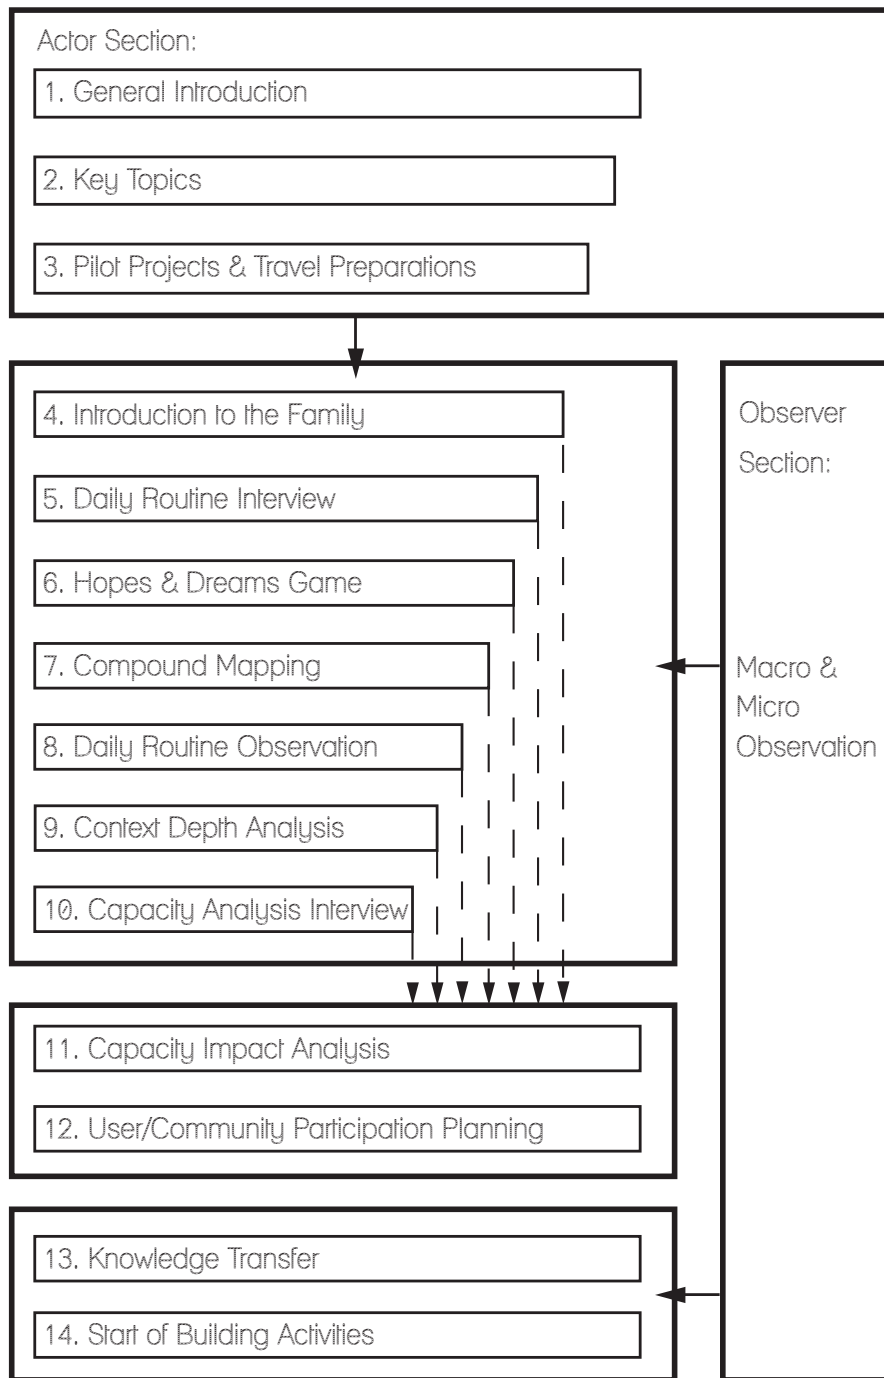 Actor Section:
1. General Introduction
2. Key Topics
3. Pilot Projects & Travel Preparations
4. Introduction to the Family
5. Daily Routine Interview
6. Hopes & Dreams Game
7. Compound Mapping
8. Daily Routine Observation
9. Context Depth Analysis
10. Capacity Analysis Interview
11. Capacity Impact Analysis
12. User/Community Participation Planning
13. Knowledge Transfer
14. Start of Building Activities
Observer
Section:
Macro &
Micro
Observation